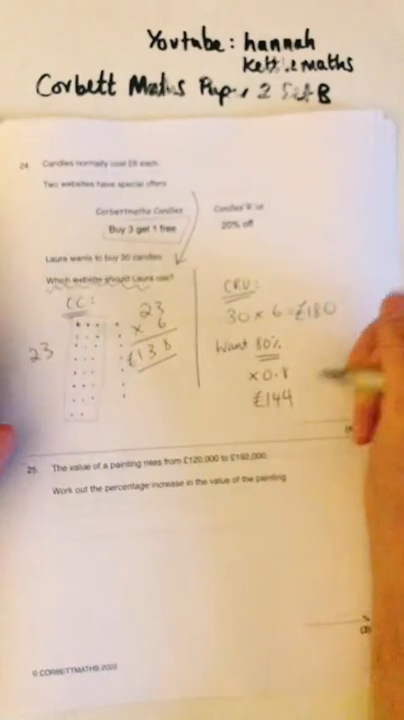 Youtube: hannah
kettlemaths
Corbett Maths Paper 2 Set B
24. Candles normally cost £6 each
Two websites have special offers
Corbettmaths Candles
Candles R us
Buy 3 get 1 free
20% off
Laura wants to buy 30 candles
Which website should Laura use?
CC:
23
23
x 6
£138
CRU:
30 x 6 = £180
Want 80%
x 0.8
£144
25. The value of a painting rises from £120,000 to £192,000.
Work out the percentage increase in the value of the painting
%
(3)
© CORBETTMATHS 2022